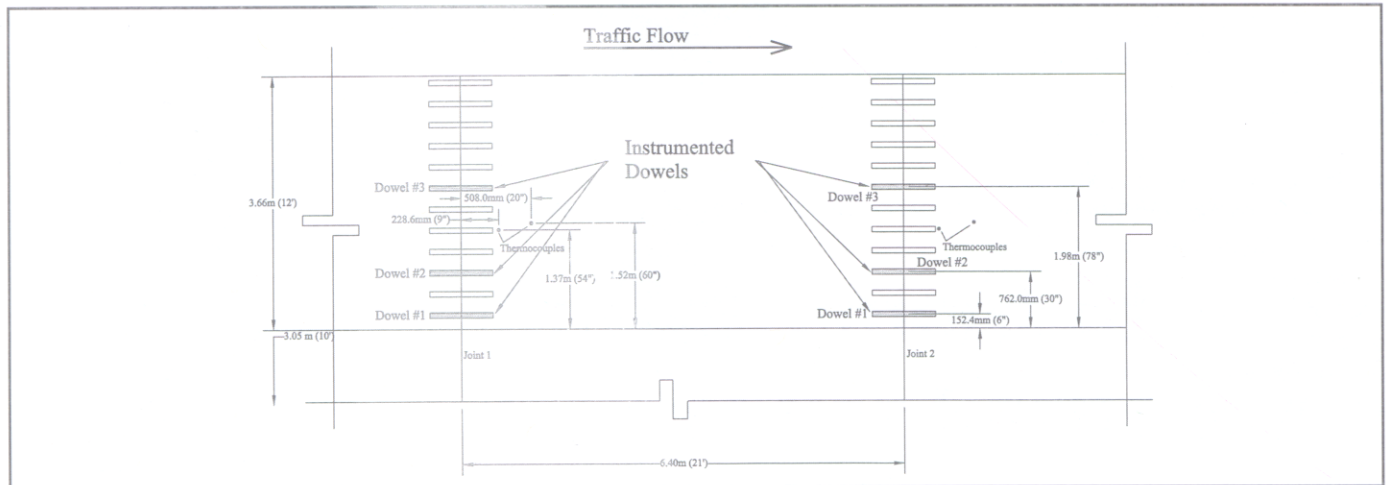 Traffic Flow
Instrumented
Dowels
Dowel #3
508.0mm (20")
3.66m (12')
228.6mm (9")
Thermocouples
Dowel #2
1.37m (54")
1.52m (60")
Dowel #1
3.05 m (10')
Joint 1
Dowel #3
Thermocouples
Dowel #2
1.98m (78")
762.0mm (30")
Dowel #1
152.4mm (6")
Joint 2
6.40m (21')